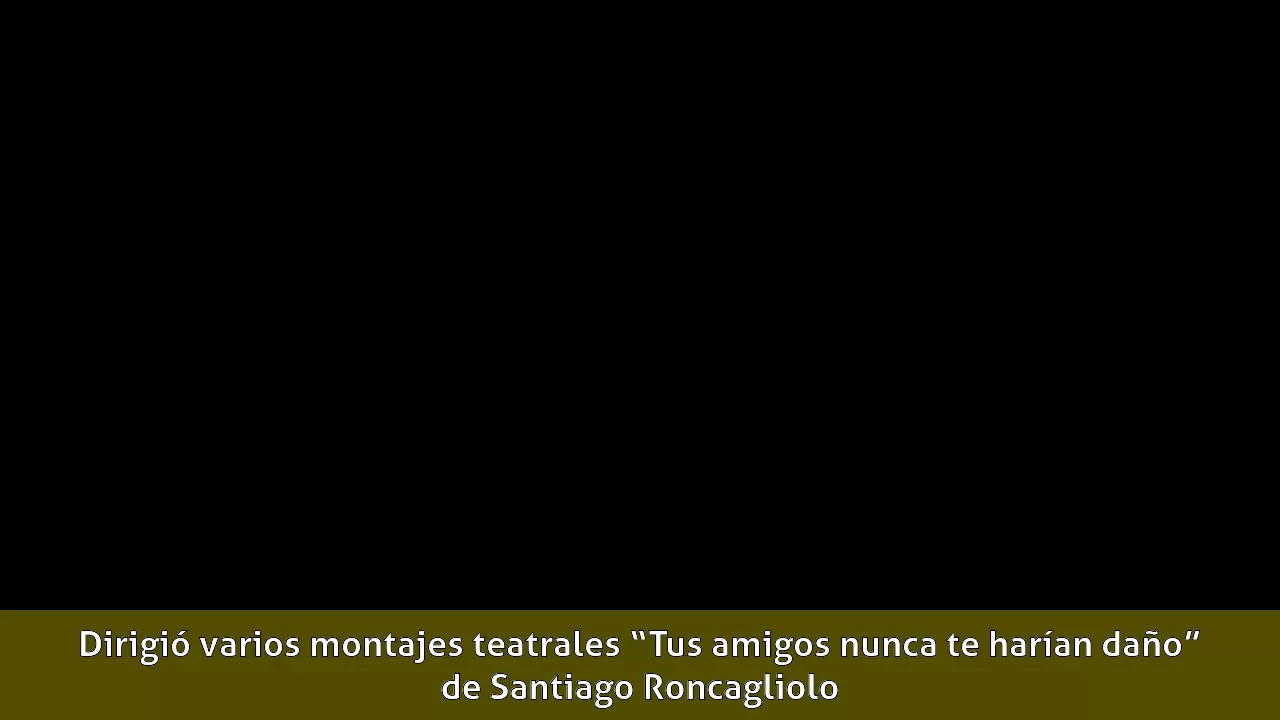 Dirigió varios montajes teatrales “Tus amigos nunca te harían daño”
de Santiago Roncagliolo